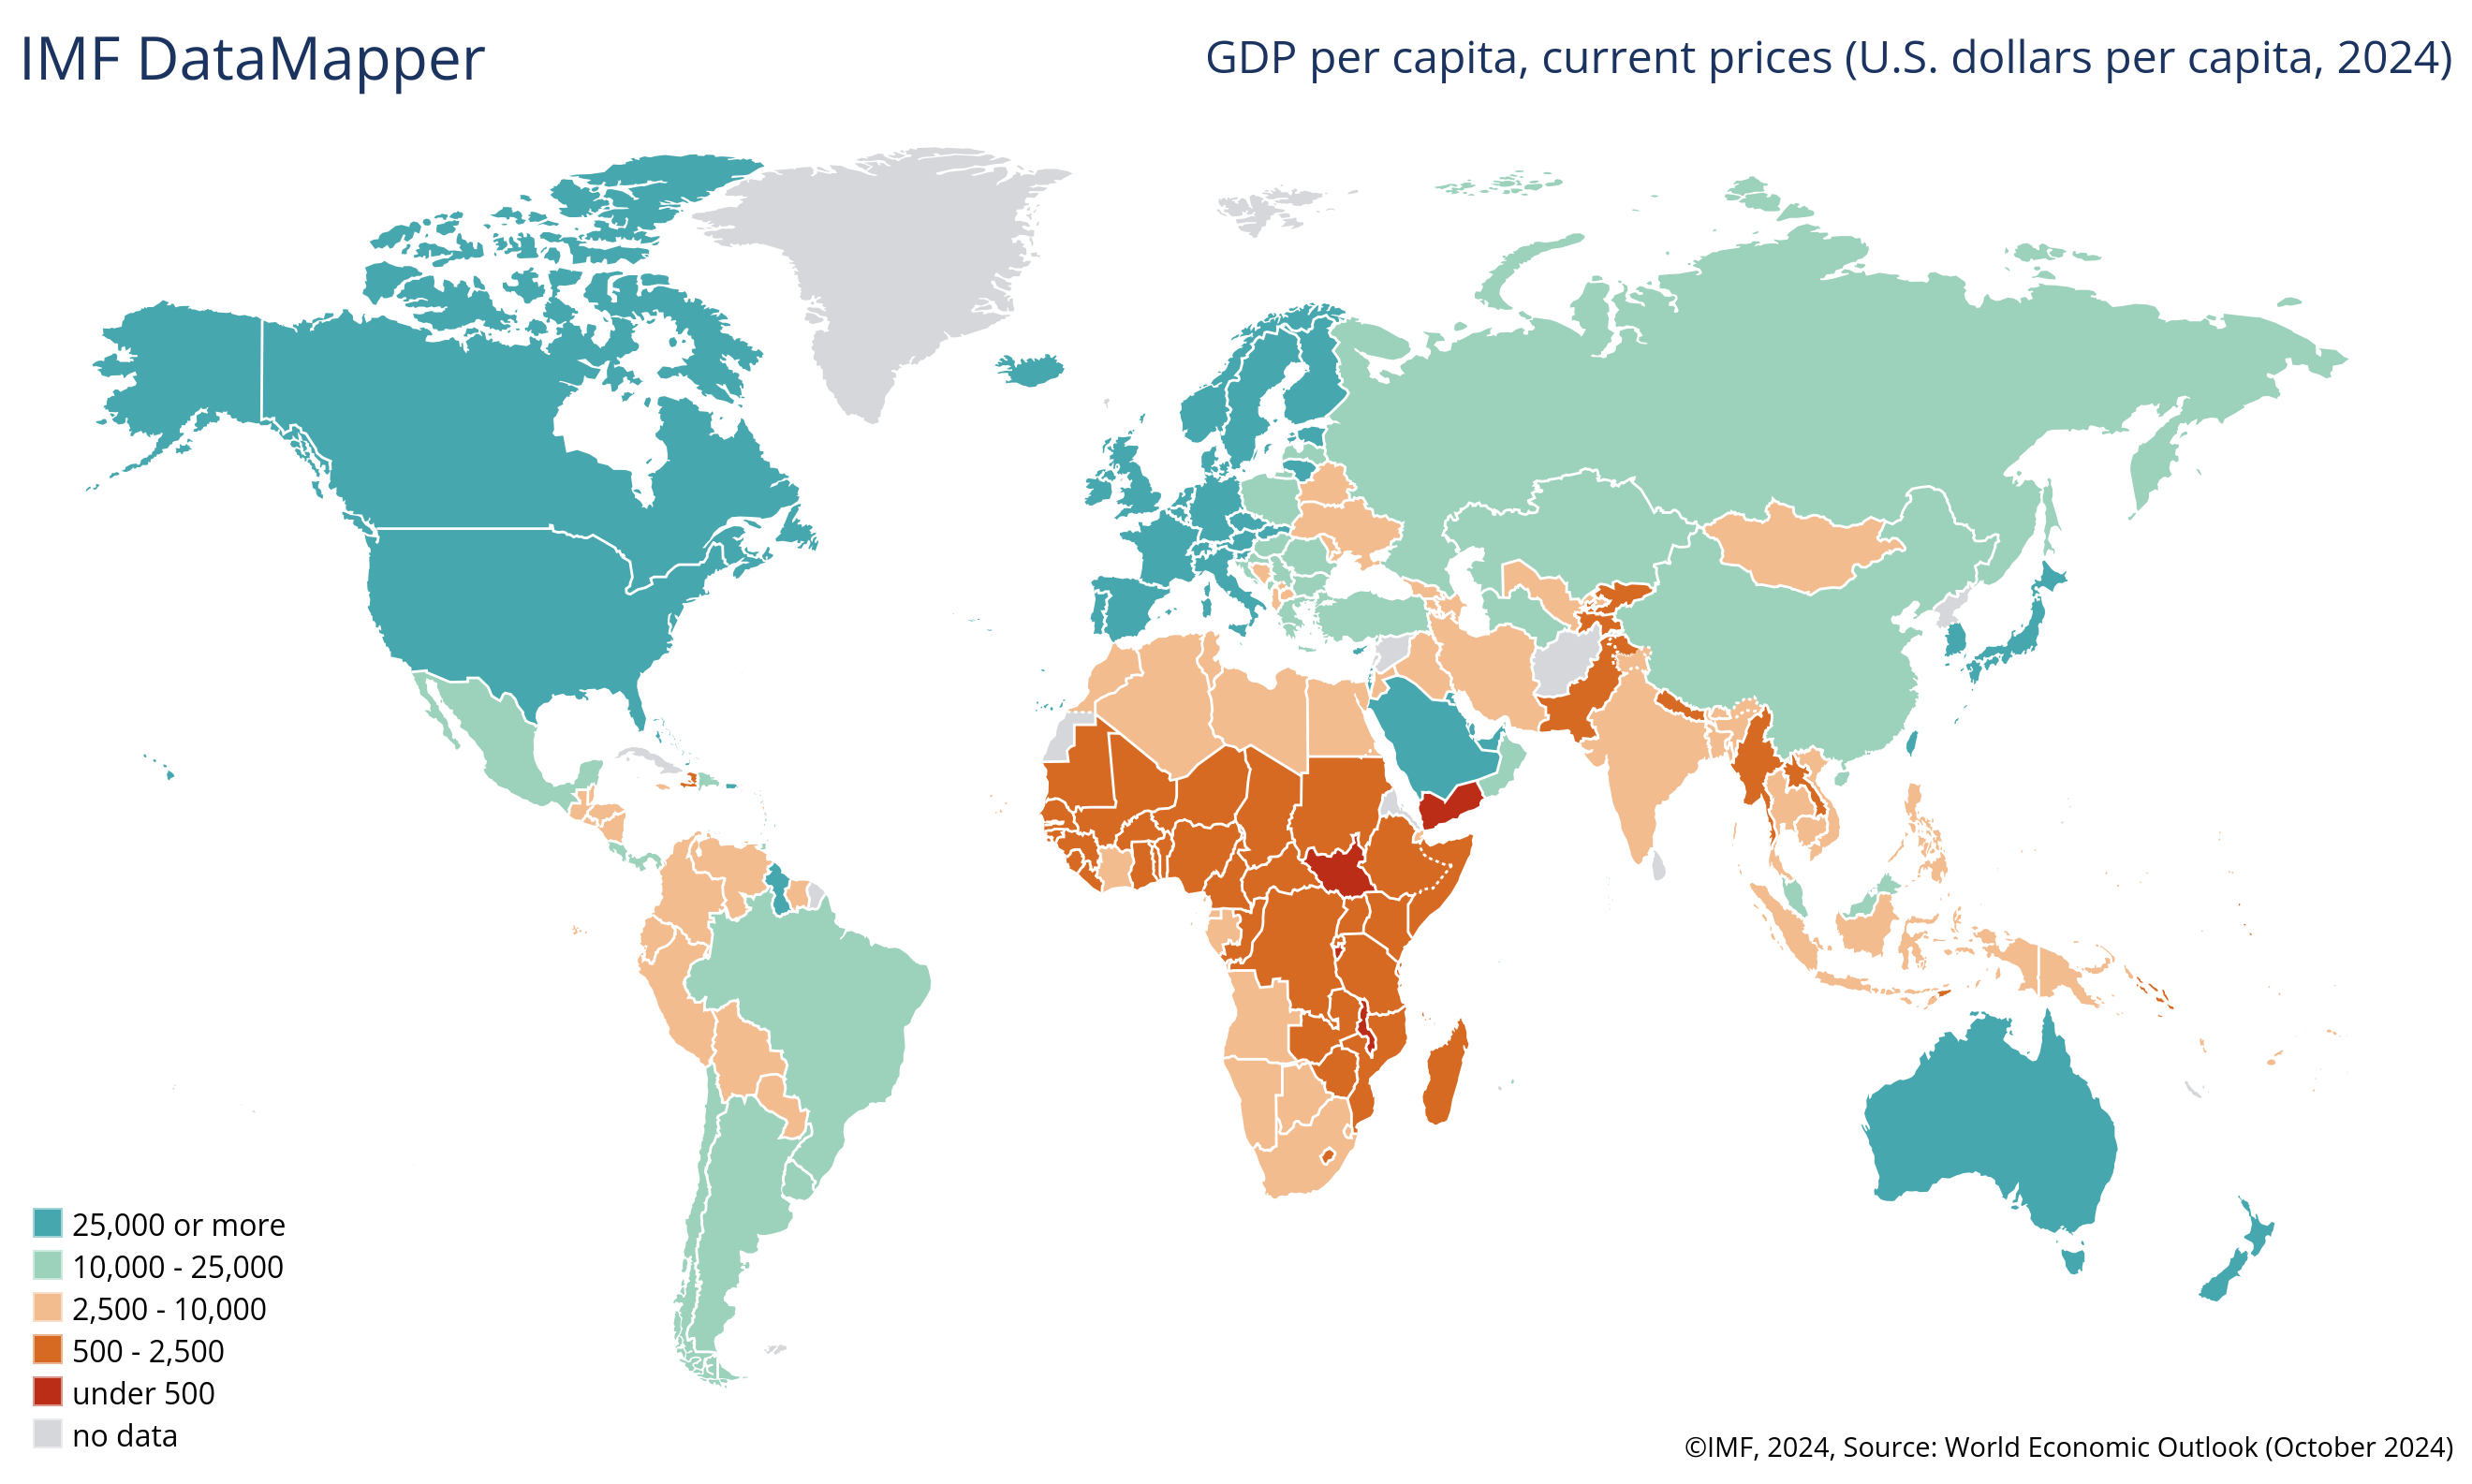 IMF DataMapper
GDP per capita, current prices (U.S. dollars per capita, 2024)
25,000 or more
10,000 - 25,000
2,500 - 10,000
500 - 2,500
under 500
no data
©IMF, 2024, Source: World Economic Outlook (October 2024)